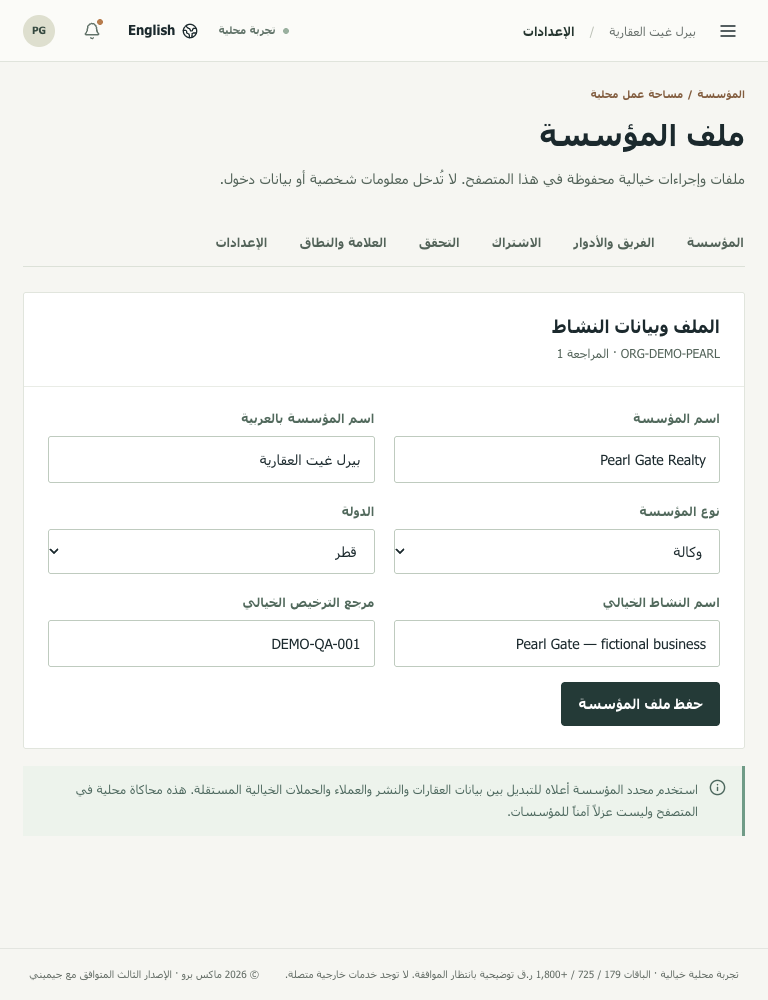 بيرل غيت العقارية / الإعدادات
تجربة محلية
English
PG
المؤسسة / مساحة عمل محلية
ملف المؤسسة
ملفات وإجراءات خيالية محفوظة في هذا المتصفح. لا تُدخل معلومات شخصية أو بيانات دخول.
المؤسسة الفريق والأدوار الاشتراك التحقق العلامة والنطاق الإعدادات
الملف وبيانات النشاط
ORG-DEMO-PEARL · المراجعة 1
اسم المؤسسة
Pearl Gate Realty
اسم المؤسسة بالعربية
بيرل غيت العقارية
نوع المؤسسة
وكالة
الدولة
قطر
اسم النشاط الخيالي
Pearl Gate — fictional business
مرجع الترخيص الخيالي
DEMO-QA-001
حفظ ملف المؤسسة
استخدم محدد المؤسسة أعلاه للتبديل بين بيانات العقارات والنشر والعملاء والحملات الخيالية المستقلة. هذه محاكاة محلية في
المتصفح وليست عزلاً آمناً للمؤسسات.
تجربة محلية خيالية · الباقات 179 / 725 / +1,800 ر.ق توضيحية بانتظار الموافقة. لا توجد خدمات خارجية متصلة.
© 2026 ماكس برو · الإصدار الثالث المتوافق مع جيميني